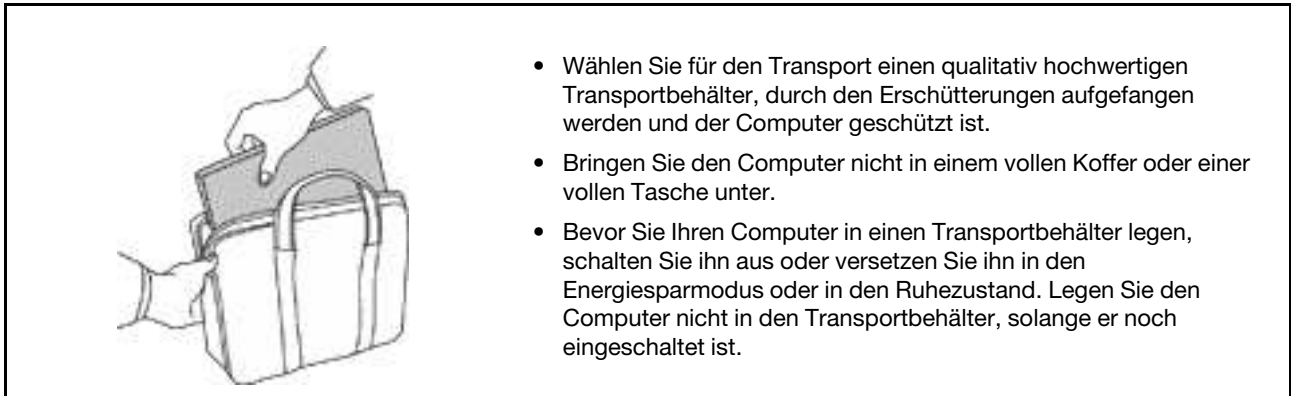 • Wählen Sie für den Transport einen qualitativ hochwertigen
Transportbehälter, durch den Erschütterungen aufgefangen
werden und der Computer geschützt ist.
• Bringen Sie den Computer nicht in einem vollen Koffer oder einer
vollen Tasche unter.
• Bevor Sie Ihren Computer in einen Transportbehälter legen,
schalten Sie ihn aus oder versetzen Sie ihn in den
Energiesparmodus oder in den Ruhezustand. Legen Sie den
Computer nicht in den Transportbehälter, solange er noch
eingeschaltet ist.